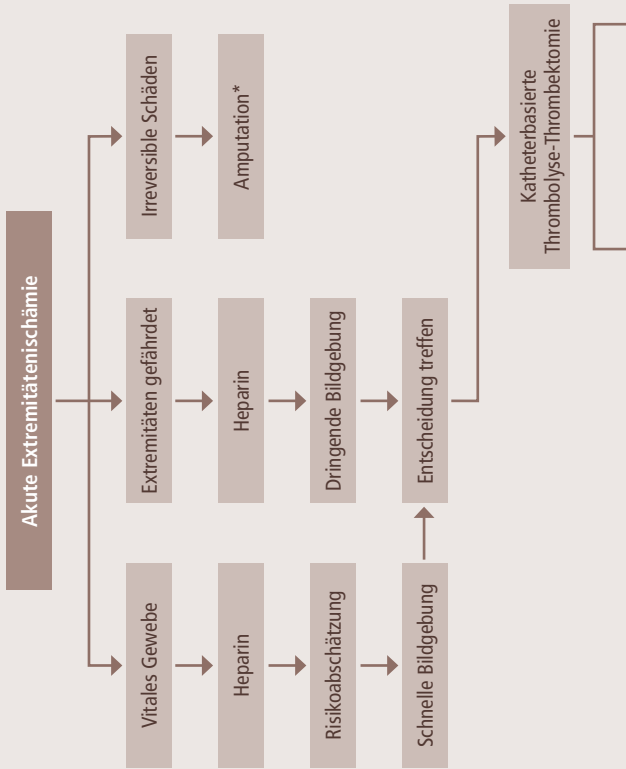 Akute Extremitätenischämie
Vitales Gewebe
Heparin
Risikoabschätzung
Schnelle Bildgebung
Extremitäten gefährdet
Heparin
Dringende Bildgebung
Entscheidung treffen
Irreversible Schäden
Amputation*
Katheterbasierte
Thrombolyse-Thrombektomie